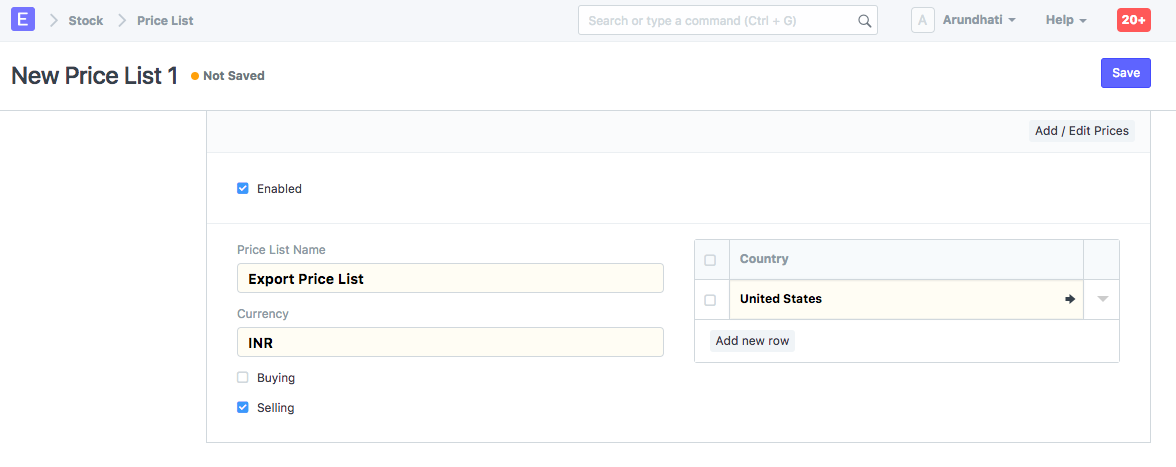 E Stock Price List Search or type a command (Ctrl + G) A Arundhati Help 20+
New Price List 1 Not Saved Save
Add / Edit Prices
Enabled
Price List Name
Export Price List
Currency
INR
Buying
Selling
Country
United States
Add new row